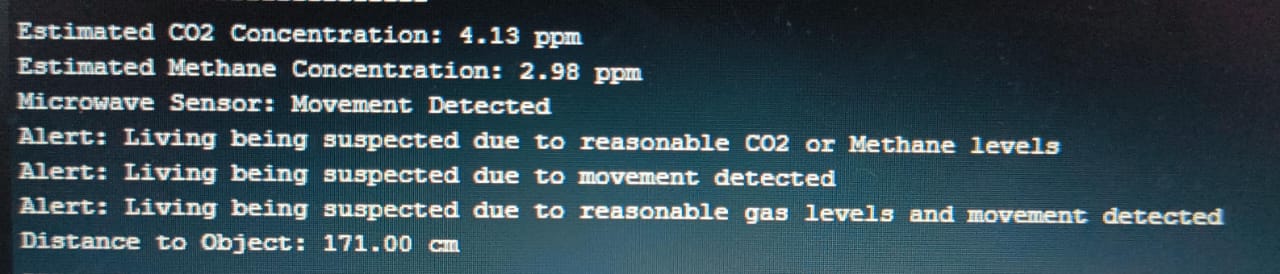 Estimated CO2 Concentration: 4.13 ppm
Estimated Methane Concentration: 2.98 ppm
Microwave Sensor: Movement Detected
Alert: Living being suspected due to reasonable CO2 or Methane levels
Alert: Living being suspected due to movement detected
Alert: Living being suspected due to reasonable gas levels and movement detected
Distance to Object: 171.00 cm